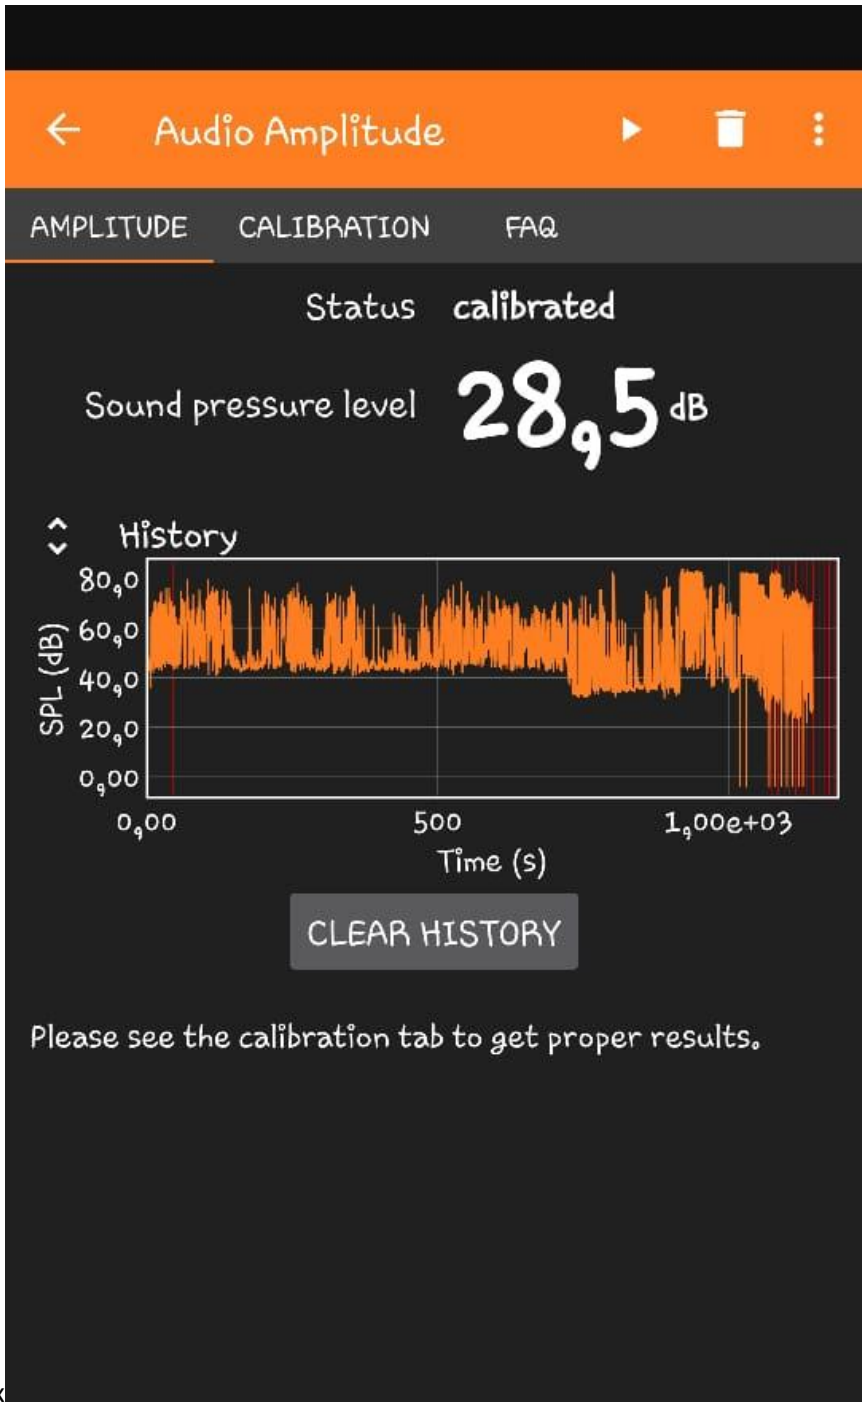 Audio Amplitude
AMPLITUDE CALIBRATION FAQ
Status calibrated
Sound pressure level 28,5 dB
History
80,0
60,0
40,0
20,0
0,00
SPL (dB)
0,00 500 1,00e+03
Time (s)
CLEAR HISTORY
Please see the calibration tab to get proper results.